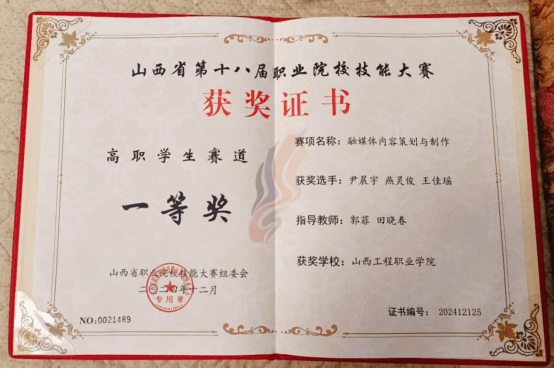 山西省第十八届职业院校技能大赛
获奖证书
高职学生赛道
一等奖
山西省职业院校技能大赛组委会
二〇二四年十二月
专用章
NO:0021489
赛项名称：融媒体内容策划与制作
获奖选手：尹晨宇 燕灵俊 王佳瑶
指导教师：郭菲 田晓春
获奖学校：山西工程职业学院
证书编号：202412125